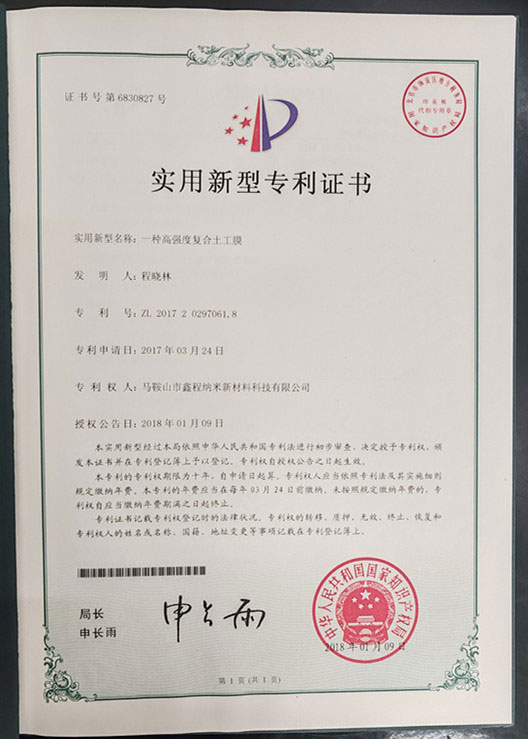 证书号第6830827号
印花税
代扣专用章
国家知识产权局
实用新型专利证书
实用新型名称：一种高强度复合土工膜
发明人：程晓林
专利号：ZL 2017 2 0297061.8
专利申请日：2017年03月24日
专利权人：马鞍山市鑫程纳米新材料科技有限公司
授权公告日：2018年01月09日
本实用新型经过本局依照中华人民共和国专利法进行初步审查，决定授予专利权，颁
发本证书并在专利登记簿上予以登记。专利权自授权公告之日起生效。
本专利的专利权期限为十年，自申请日起算。专利权人应当依照专利法及其实施细则
规定缴纳年费。本专利的年费应当在每年03月24日前缴纳。未按照规定缴纳年费的，专
利权自应当缴纳年费期满之日起终止。
专利证书记载专利权登记时的法律状况。专利权的转移、质押、无效、终止、恢复和
专利权人的姓名或名称、国籍、地址变更等事项记载在专利登记簿上。
局长
申长雨
申长雨
中华人民共和国国家知识产权局
2018年01月09日
第1页(共1页)